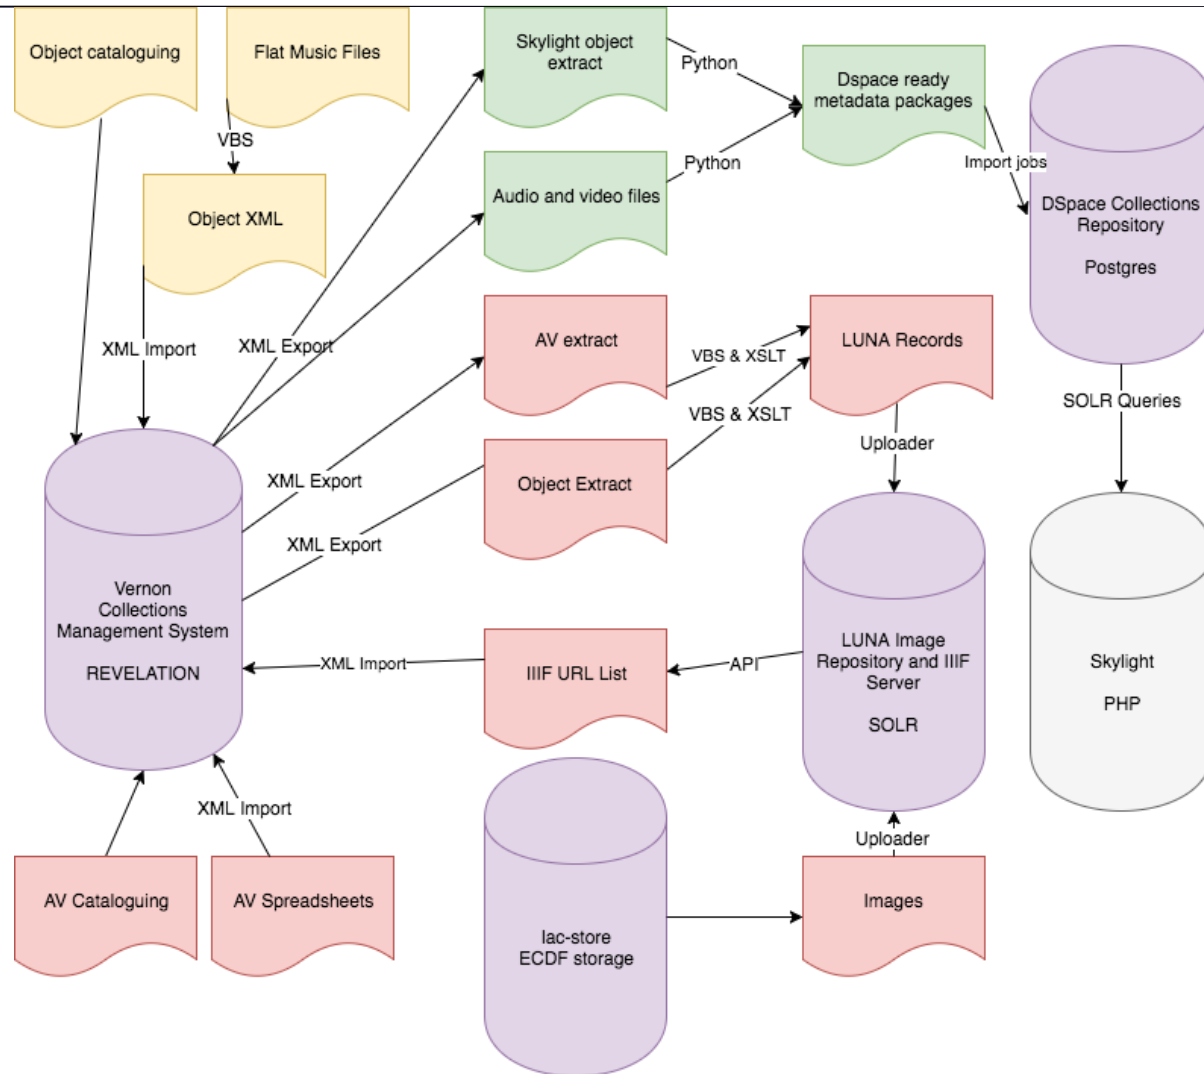 Object cataloguing
Flat Music Files
Skylight object
extract
Python
Dspace ready
metadata packages
VBS
Object XML
Audio and video files
Python
Import jobs
DSpace Collections
Repository
Postgres
XML Import
XML Export
AV extract
VBS & XSLT
LUNA Records
SOLR Queries
VBS & XSLT
Uploader
XML Export
Object Extract
XML Export
Vernon
Collections
Management System
REVELATION
XML Import
IIIF URL List
API
LUNA Image
Repository and IIIF
Server
SOLR
Skylight
PHP
XML Import
Uploader
AV Cataloguing
AV Spreadsheets
lac-store
ECDF storage
Images